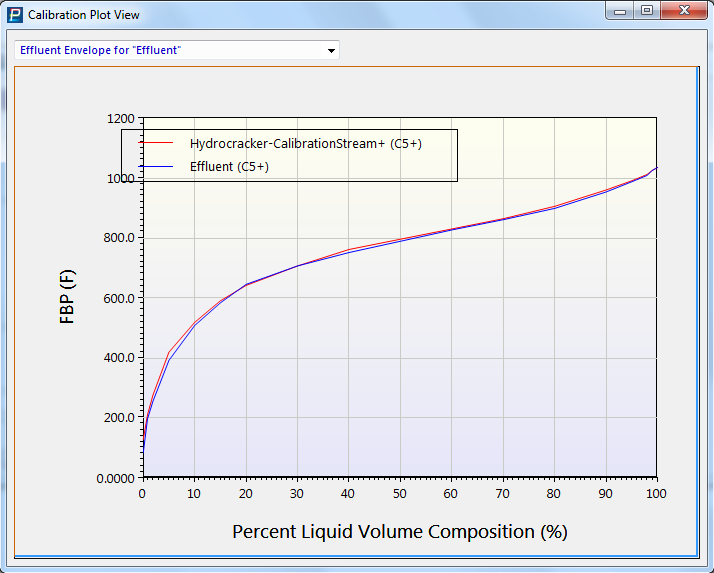 Calibration Plot View
Effluent Envelope for "Effluent"
1200
Hydrocracker-CalibrationStream+ (C5+)
Effluent (C5+)
1000
800.0
600.0
400.0
200.0
0.0000
FBP (F)
0 10 20 30 40 50 60 70 80 90 100
Percent Liquid Volume Composition (%)